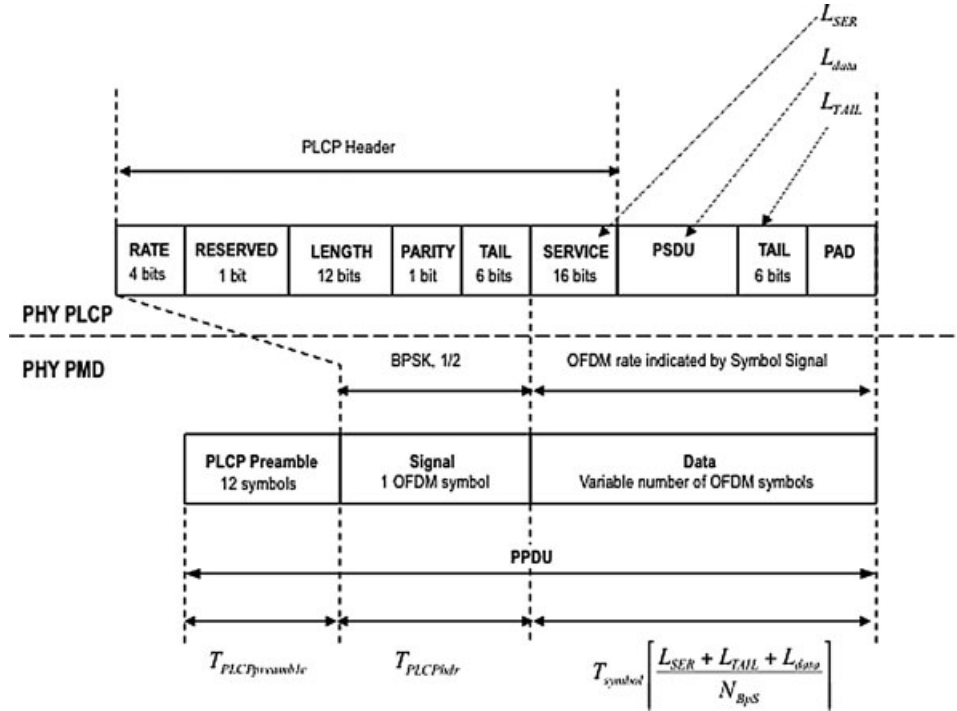 L_SER
L_data
L_TAIL
PLCP Header
RATE RESERVED LENGTH PARITY TAIL SERVICE PSDU TAIL PAD
4 bits 1 bit 12 bits 1 bit 6 bits 16 bits 6 bits
PHY PLCP
PHY PMD
BPSK, 1/2 OFDM rate indicated by Symbol Signal
PLCP Preamble Signal Data
12 symbols 1 OFDM symbol Variable number of OFDM symbols
PPDU
T_PLCPpreamble T_PLCPhdr T_symbol ⌈(L_SER + L_TAIL + L_data) / N_BpS⌉